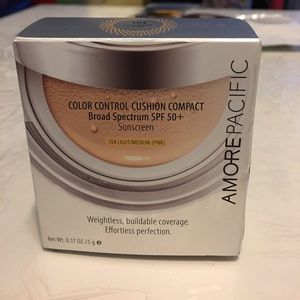 104
COLOR CONTROL CUSHION COMPACT
Broad Spectrum SPF 50+
Sunscreen
104 LIGHT/MEDIUM (PINK)
AMOREPACIFIC
Weightless, buildable coverage.
Effortless perfection.
Net Wt. 0.17 OZ./5 g ℮